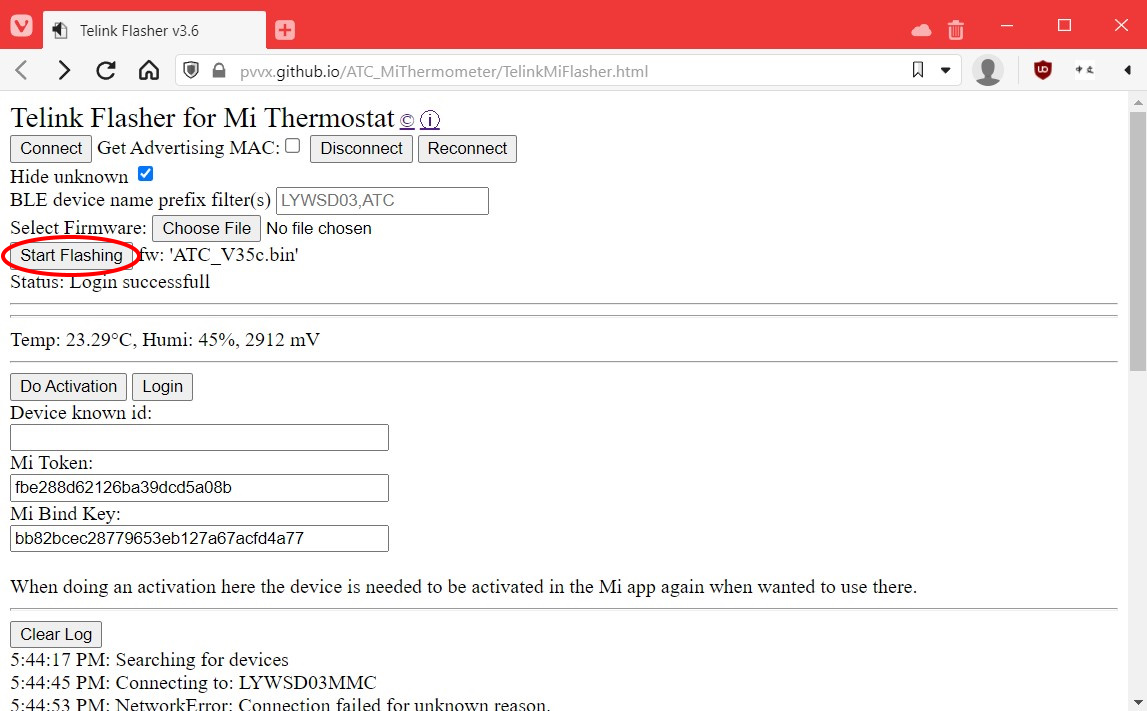 Telink Flasher v3.6
pvvx.github.io/ATC_MiThermometer/TelinkMiFlasher.html
Telink Flasher for Mi Thermostat © ⓘ
Connect Get Advertising MAC: Disconnect Reconnect
Hide unknown
BLE device name prefix filter(s) LYWSD03,ATC
Select Firmware: Choose File No file chosen
Start Flashing fw: 'ATC_V35c.bin'
Status: Login successfull
Temp: 23.29°C, Humi: 45%, 2912 mV
Do Activation Login
Device known id:
Mi Token:
fbe288d62126ba39dcd5a08b
Mi Bind Key:
bb82bcec28779653eb127a67acfd4a77
When doing an activation here the device is needed to be activated in the Mi app again when wanted to use there.
Clear Log
5:44:17 PM: Searching for devices
5:44:45 PM: Connecting to: LYWSD03MMC
5:44:53 PM: NetworkError: Connection failed for unknown reason.